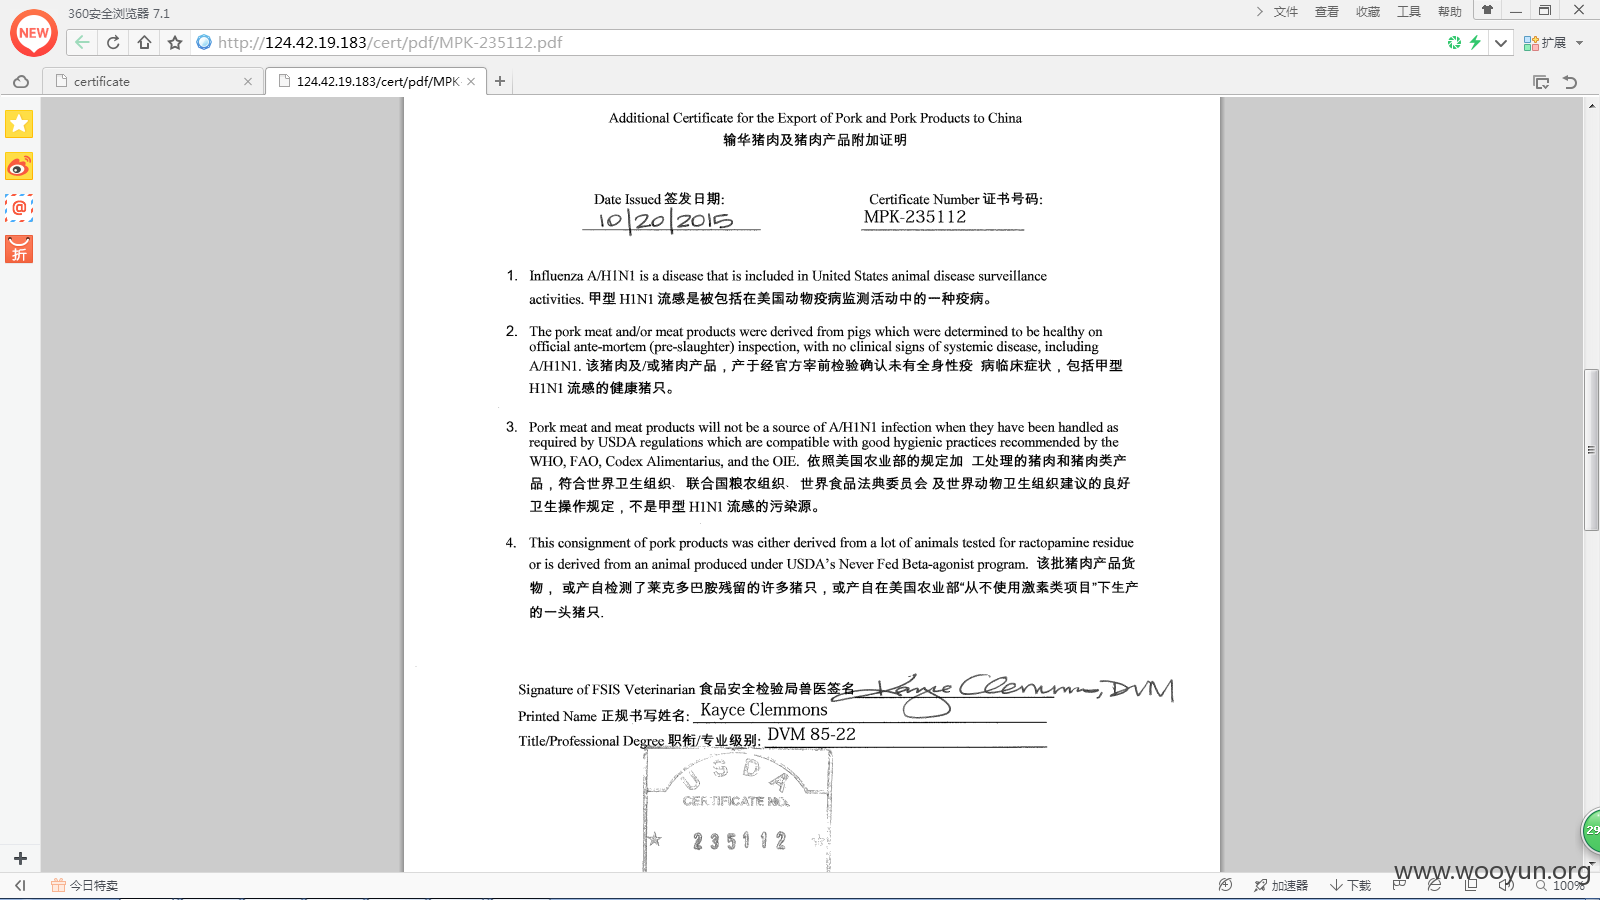 360安全浏览器 7.1
文件 查看 收藏 工具 帮助
NEW
http://124.42.19.183/cert/pdf/MPK-235112.pdf
扩展
certificate
124.42.19.183/cert/pdf/MPK
Additional Certificate for the Export of Pork and Pork Products to China
输华猪肉及猪肉产品附加证明
Date Issued 签发日期:
10/20/2015
Certificate Number 证书号码:
MPK-235112
1. Influenza A/H1N1 is a disease that is included in United States animal disease surveillance
activities. 甲型 H1N1 流感是被包括在美国动物疫病监测活动中的一种疫病。
2. The pork meat and/or meat products were derived from pigs which were determined to be healthy on
official ante-mortem (pre-slaughter) inspection, with no clinical signs of systemic disease, including
A/H1N1. 该猪肉及/或猪肉产品，产于经官方宰前检验确认未有全身性疫 病临床症状，包括甲型
H1N1 流感的健康猪只。
3. Pork meat and meat products will not be a source of A/H1N1 infection when they have been handled as
required by USDA regulations which are compatible with good hygienic practices recommended by the
WHO, FAO, Codex Alimentarius, and the OIE. 依照美国农业部的规定加 工处理的猪肉和猪肉类产
品，符合世界卫生组织、 联合国粮农组织、 世界食品法典委员会 及世界动物卫生组织建议的良好
卫生操作规定，不是甲型 H1N1 流感的污染源。
4. This consignment of pork products was either derived from a lot of animals tested for ractopamine residue
or is derived from an animal produced under USDA's Never Fed Beta-agonist program. 该批猪肉产品货
物， 或产自检测了莱克多巴胺残留的许多猪只，或产自在美国农业部“从不使用激素类项目”下生产
的一头猪只.
Signature of FSIS Veterinarian 食品安全检验局兽医签名 Kayce Clemmons, DVM
Printed Name 正规书写姓名: Kayce Clemmons
Title/Professional Degree 职衔/专业级别: DVM 85-22
USDA
CERTIFICATE NO.
235112
@
折
29
今日特卖
加速器
下载
100%
www.wooyun.org